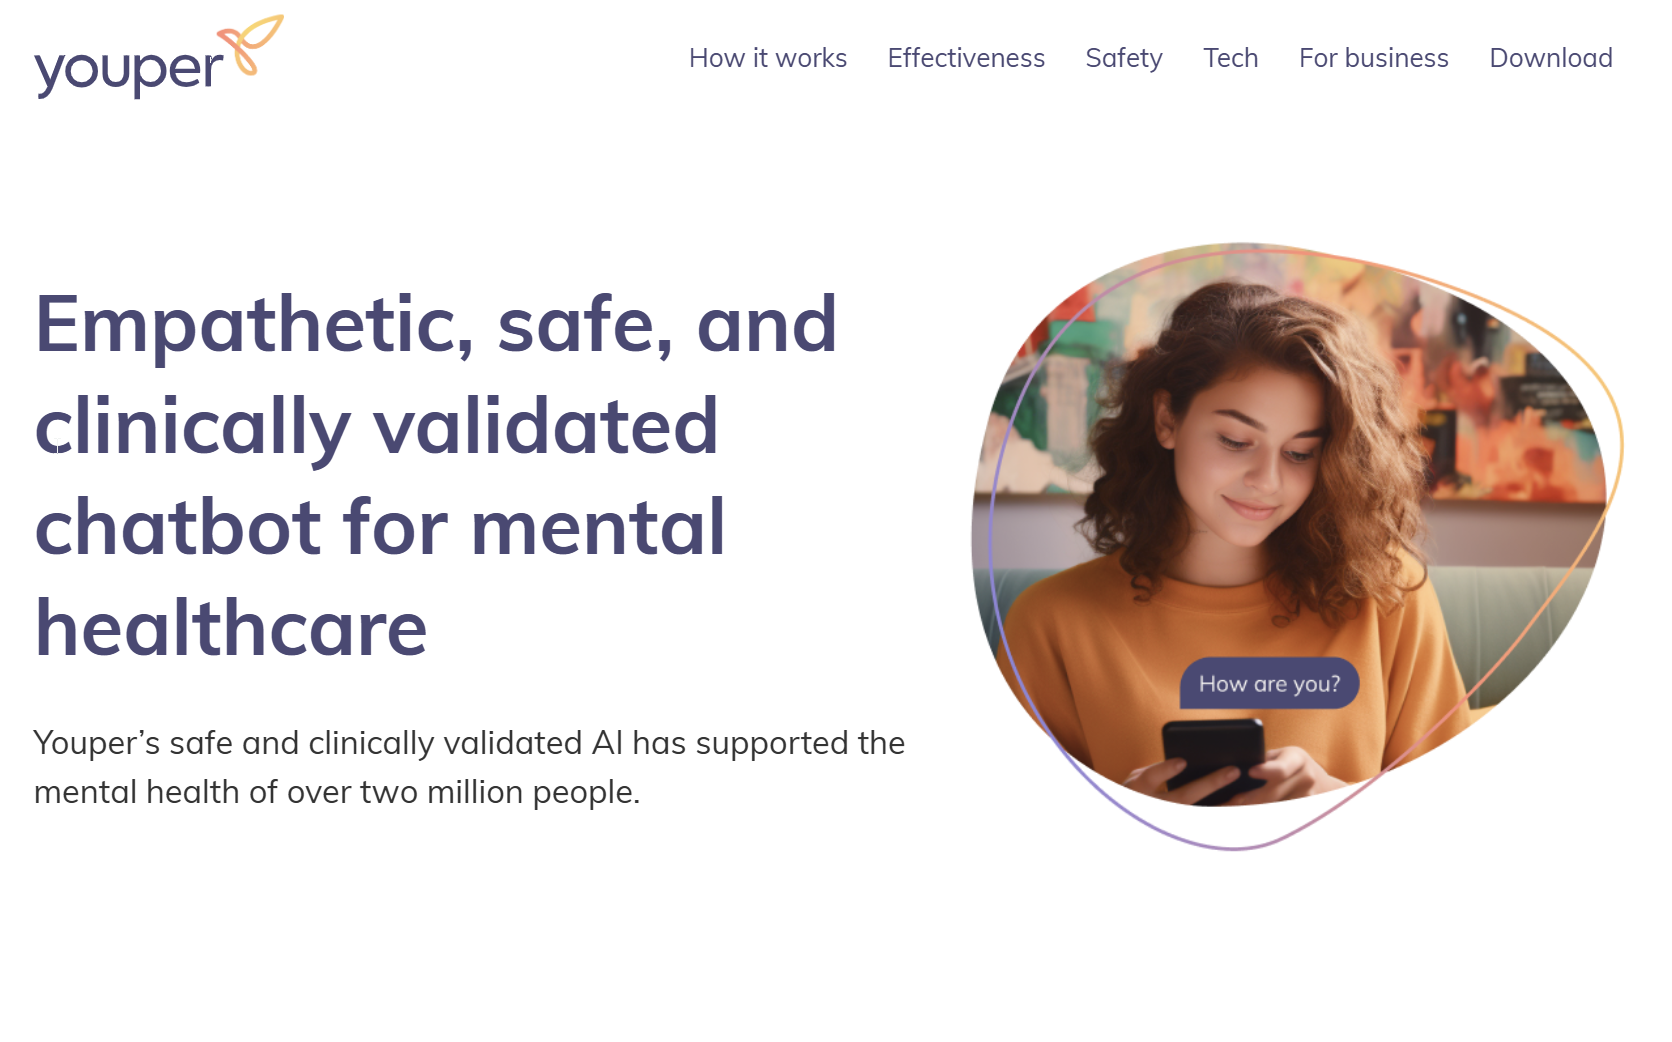 youper
How it works Effectiveness Safety Tech For business Download
Empathetic, safe, and
clinically validated
chatbot for mental
healthcare
Youper’s safe and clinically validated AI has supported the
mental health of over two million people.
How are you?